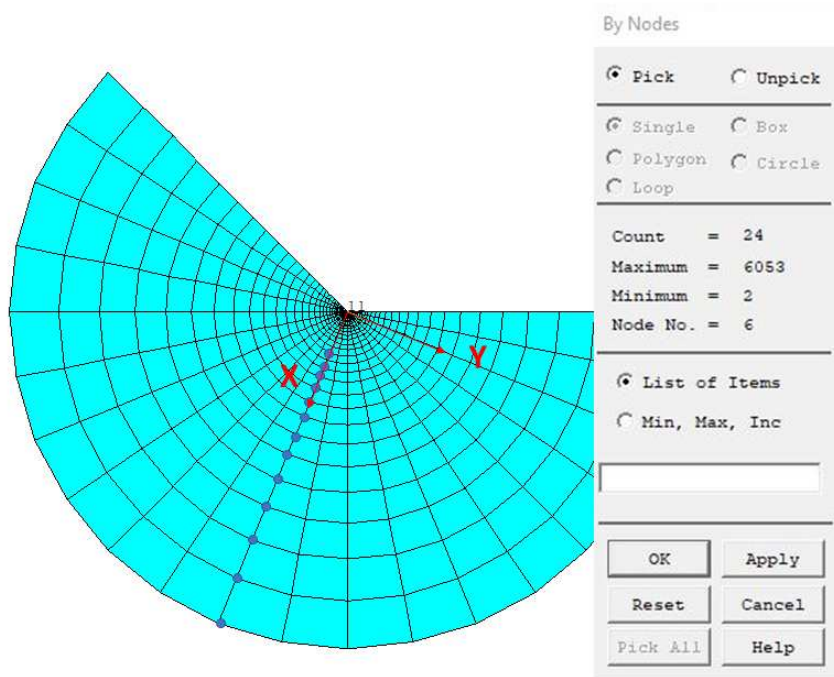 By Nodes
Pick Unpick
Single Box
Polygon Circle
Loop
Count = 24
Maximum = 6053
Minimum = 2
Node No. = 6
List of Items
Min, Max, Inc
OK Apply
Reset Cancel
Pick All Help
11
X Y